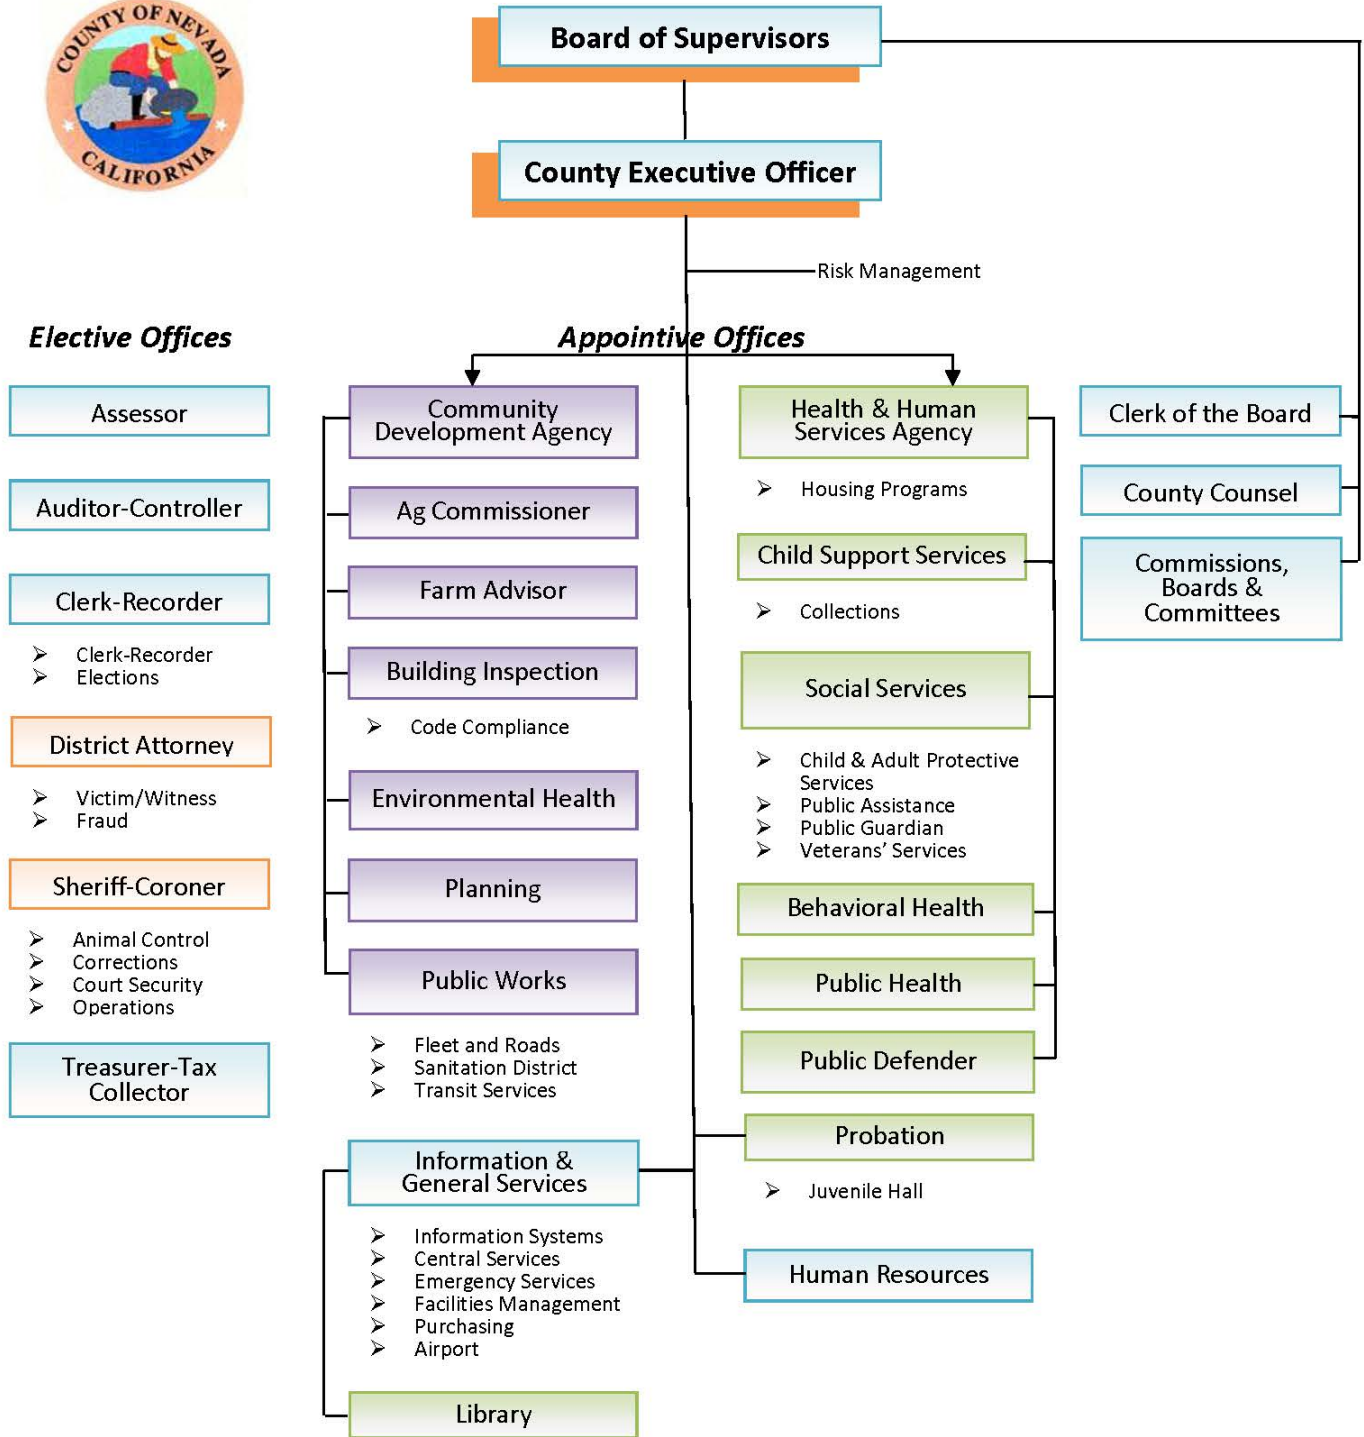 COUNTY OF NEVADA
CALIFORNIA
Board of Supervisors
County Executive Officer
Risk Management
Elective Offices
Assessor
Auditor-Controller
Clerk-Recorder
Clerk-Recorder
Elections
District Attorney
Victim/Witness
Fraud
Sheriff-Coroner
Animal Control
Corrections
Court Security
Operations
Treasurer-Tax
Collector
Appointive Offices
Community
Development Agency
Ag Commissioner
Farm Advisor
Building Inspection
Code Compliance
Environmental Health
Planning
Public Works
Fleet and Roads
Sanitation District
Transit Services
Information &
General Services
Information Systems
Central Services
Emergency Services
Facilities Management
Purchasing
Airport
Library
Health & Human
Services Agency
Housing Programs
Child Support Services
Collections
Social Services
Child & Adult Protective
Services
Public Assistance
Public Guardian
Veterans’ Services
Behavioral Health
Public Health
Public Defender
Probation
Juvenile Hall
Human Resources
Clerk of the Board
County Counsel
Commissions,
Boards &
Committees